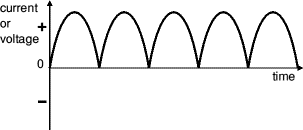 current
or
voltage
+
0
time
−